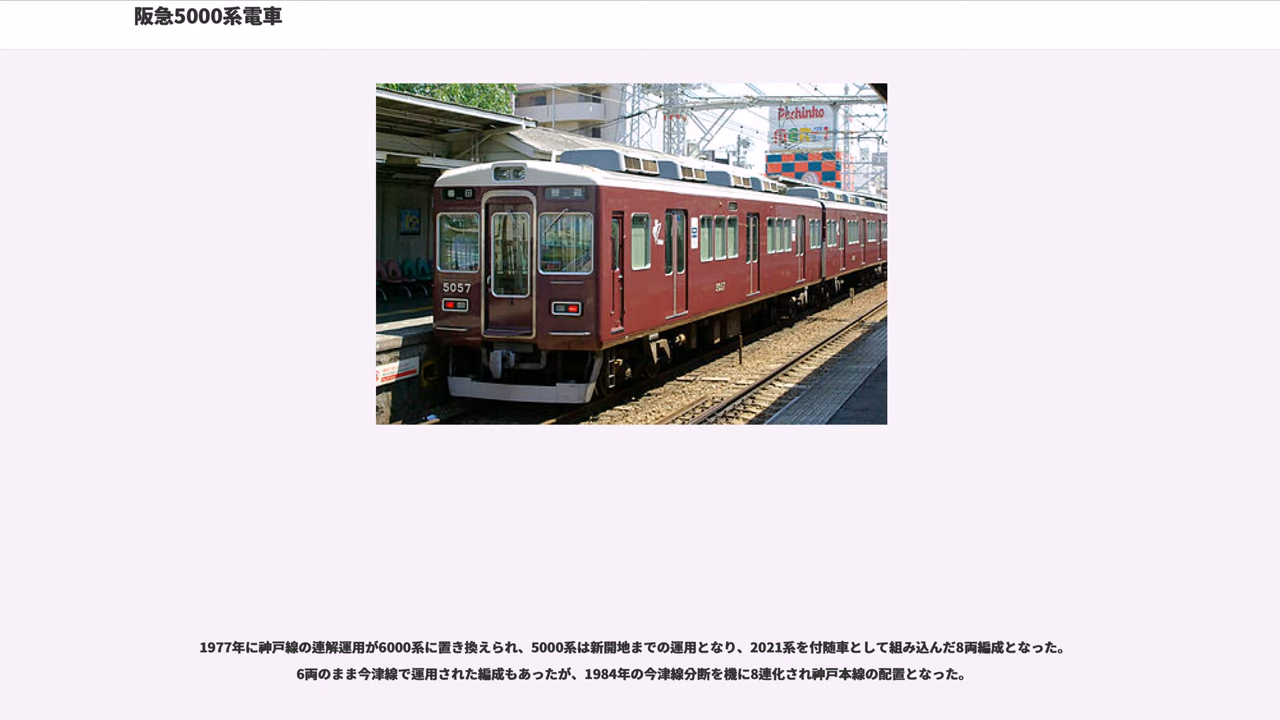 阪急5000系電車
Pechinho
5057
5057
1977年に神戸線の連解運用が6000系に置き換えられ、5000系は新開地までの運用となり、2021系を付随車として組み込んだ8両編成となった。
6両のまま今津線で運用された編成もあったが、1984年の今津線分断を機に8連化され神戸本線の配置となった。